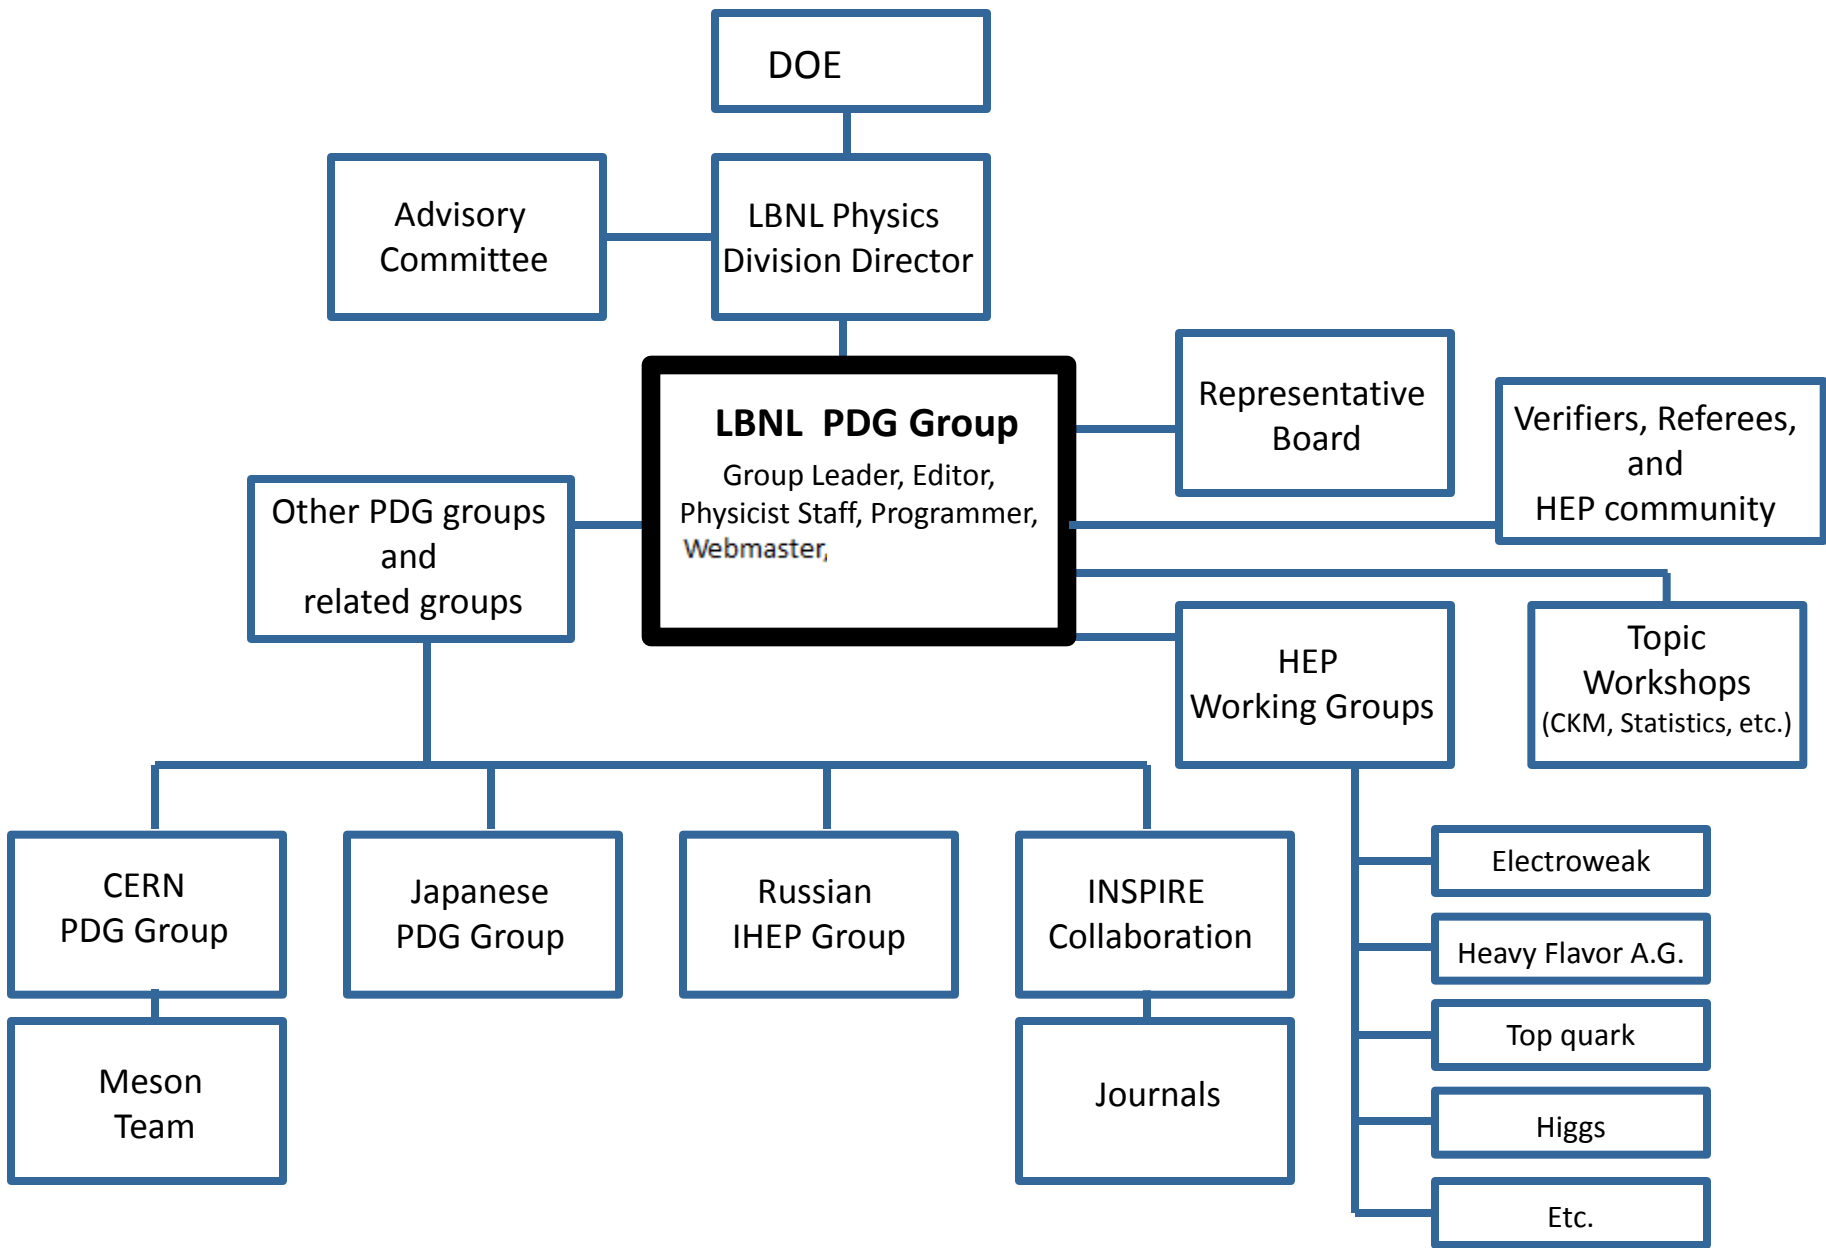 DOE
Advisory
Committee
LBNL Physics
Division Director
LBNL  PDG Group
Group Leader, Editor,
Physicist Staff, Programmer,
Webmaster,
Representative
Board
Verifiers, Referees,
and
HEP community
Other PDG groups
and
related groups
HEP
Working Groups
Topic
Workshops
(CKM, Statistics, etc.)
CERN
PDG Group
Japanese
PDG Group
Russian
IHEP Group
INSPIRE
Collaboration
Meson
Team
Journals
Electroweak
Heavy Flavor A.G.
Top quark
Higgs
Etc.